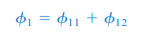 ϕ₁ = ϕ₁₁ + ϕ₁₂